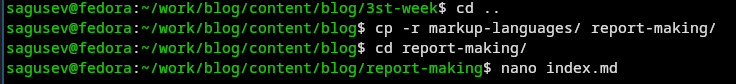 sagusev@fedora:~/work/blog/content/blog/3st-week$ cd ..
sagusev@fedora:~/work/blog/content/blog$ cp -r markup-languages/ report-making/
sagusev@fedora:~/work/blog/content/blog$ cd report-making/
sagusev@fedora:~/work/blog/content/blog/report-making$ nano index.md